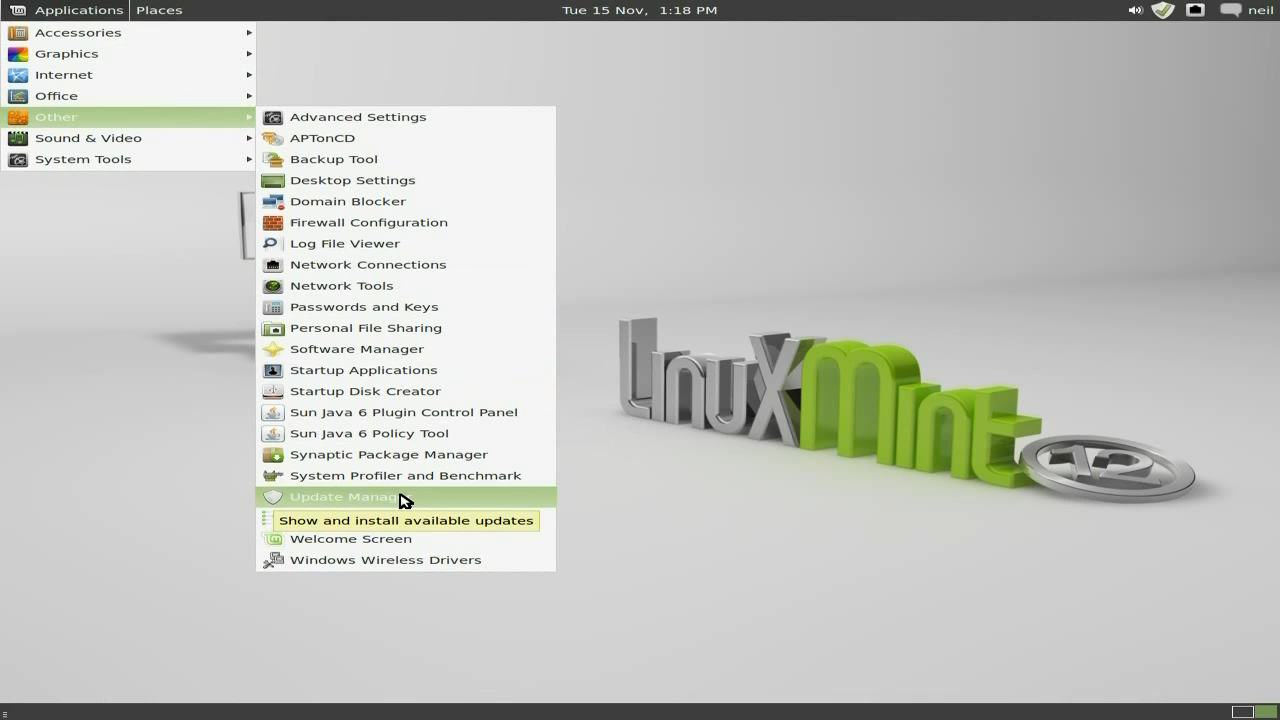 Applications Places Tue 15 Nov, 1:18 PM neil
Accessories
Graphics
Internet
Office
Other
Sound & Video
System Tools
Advanced Settings
APTonCD
Backup Tool
Desktop Settings
Domain Blocker
Firewall Configuration
Log File Viewer
Network Connections
Network Tools
Passwords and Keys
Personal File Sharing
Software Manager
Startup Applications
Startup Disk Creator
Sun Java 6 Plugin Control Panel
Sun Java 6 Policy Tool
Synaptic Package Manager
System Profiler and Benchmark
Update Manag
Show and install available updates
Welcome Screen
Windows Wireless Drivers
LinuxMint 12